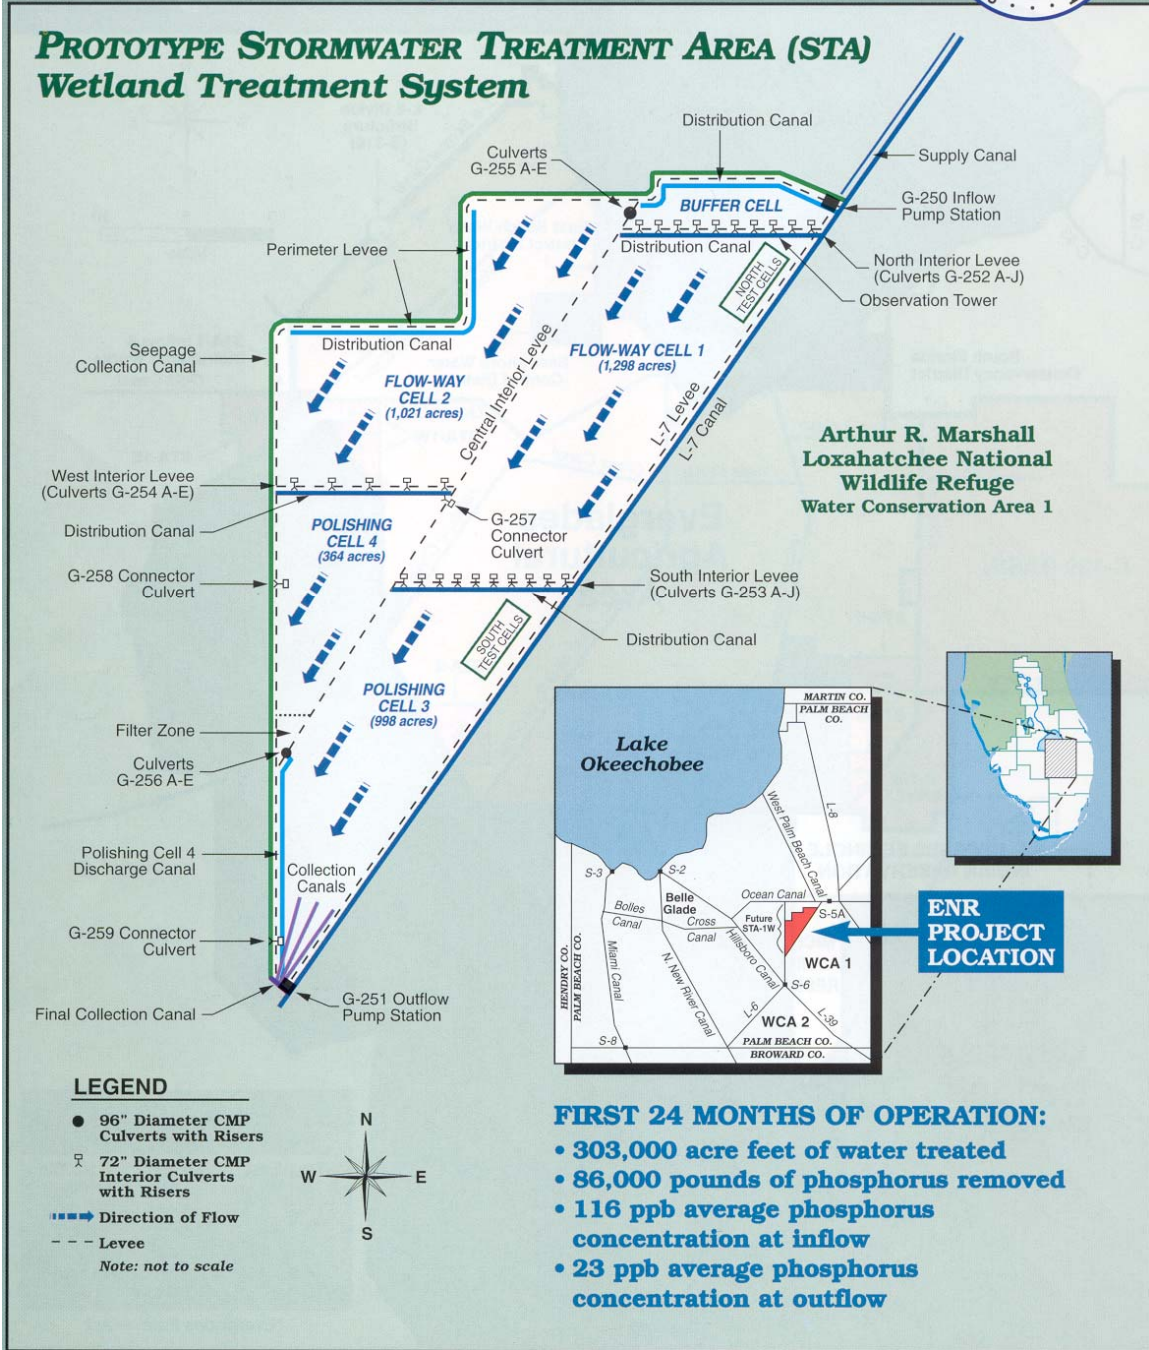 PROTOTYPE STORMWATER TREATMENT AREA (STA)
Wetland Treatment System
Distribution Canal
Culverts
G-255 A-E
Supply Canal
G-250 Inflow
Pump Station
BUFFER CELL
Distribution Canal
Perimeter Levee
North Interior Levee
(Culverts G-252 A-J)
NORTH
TEST CELLS
Observation Tower
Seepage
Collection Canal
Distribution Canal
FLOW-WAY CELL 1
(1,298 acres)
FLOW-WAY
CELL 2
(1,021 acres)
Central Interior Levee
L-7 Levee
L-7 Canal
Arthur R. Marshall
Loxahatchee National
Wildlife Refuge
Water Conservation Area 1
West Interior Levee
(Culverts G-254 A-E)
Distribution Canal
POLISHING
CELL 4
(364 acres)
G-257
Connector
Culvert
G-258 Connector
Culvert
South Interior Levee
(Culverts G-253 A-J)
Distribution Canal
SOUTH
TEST CELLS
POLISHING
CELL 3
(998 acres)
Filter Zone
Culverts
G-256 A-E
Polishing Cell 4
Discharge Canal
Collection
Canals
G-259 Connector
Culvert
Final Collection Canal
G-251 Outflow
Pump Station
MARTIN CO.
PALM BEACH
CO.
Lake
Okeechobee
West Palm Beach Canal
L-8
S-3
S-2
Belle
Glade
Ocean Canal
S-5A
Bolles
Canal
Cross
Canal
Future
STA-1W
Hillsboro Canal
WCA 1
HENDRY CO.
PALM BEACH CO.
Miami Canal
N. New River Canal
S-6
L-6
L-39
WCA 2
S-8
PALM BEACH CO.
BROWARD CO.
ENR
PROJECT
LOCATION
LEGEND
96" Diameter CMP
Culverts with Risers
72" Diameter CMP
Interior Culverts
with Risers
Direction of Flow
Levee
Note: not to scale
N
W
E
S
FIRST 24 MONTHS OF OPERATION:
• 303,000 acre feet of water treated
• 86,000 pounds of phosphorus removed
• 116 ppb average phosphorus
concentration at inflow
• 23 ppb average phosphorus
concentration at outflow